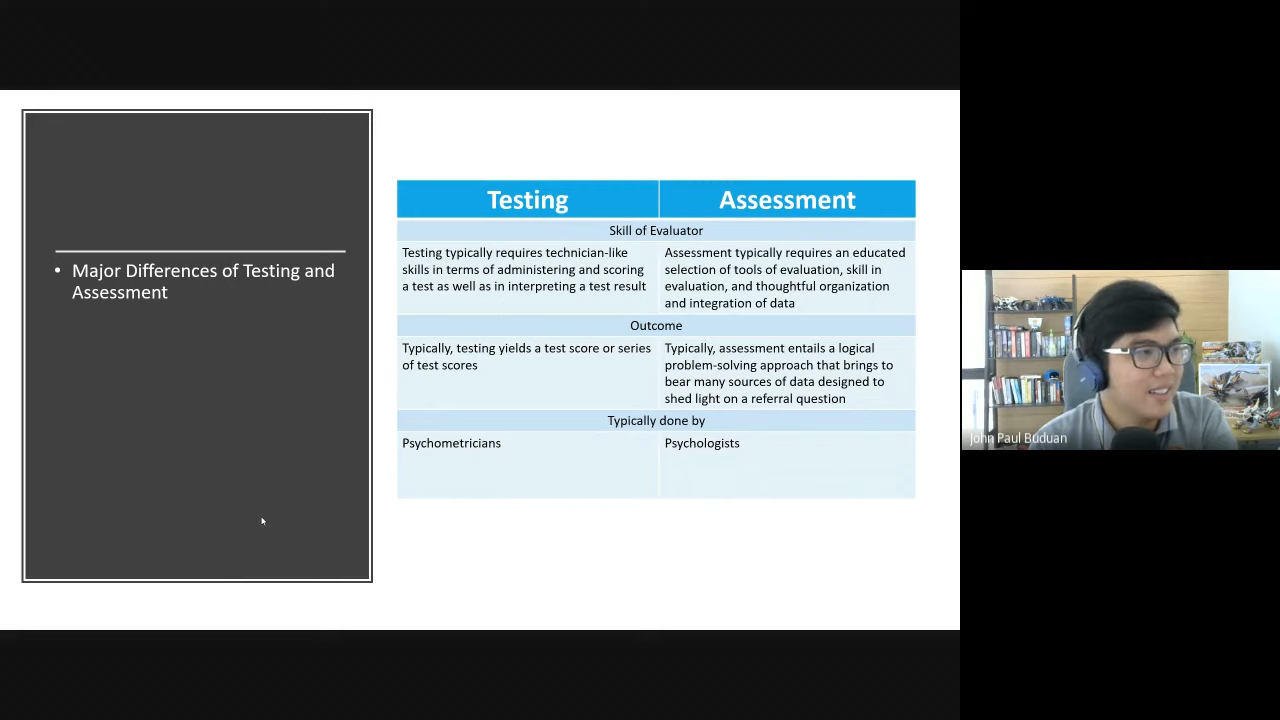 • Major Differences of Testing and
Assessment
Testing
Assessment
Skill of Evaluator
Testing typically requires technician-like
skills in terms of administering and scoring
a test as well as in interpreting a test result
Assessment typically requires an educated
selection of tools of evaluation, skill in
evaluation, and thoughtful organization
and integration of data
Outcome
Typically, testing yields a test score or series
of test scores
Typically, assessment entails a logical
problem-solving approach that brings to
bear many sources of data designed to
shed light on a referral question
Typically done by
Psychometricians
Psychologists
John Paul Buduan